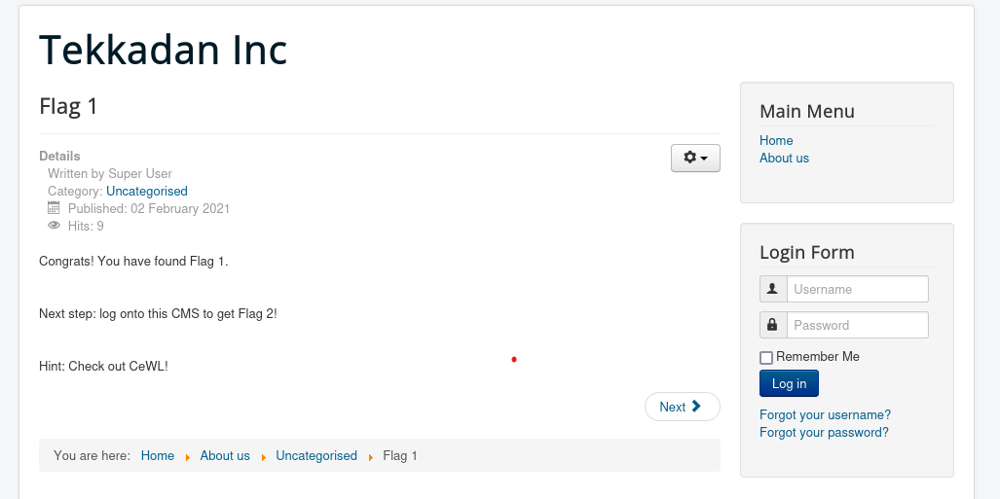 Tekkadan Inc
Flag 1
Details
Written by Super User
Category: Uncategorised
Published: 02 February 2021
Hits: 9
Congrats! You have found Flag 1.
Next step: log onto this CMS to get Flag 2!
Hint: Check out CeWL!
Next
You are here: Home About us Uncategorised Flag 1
Main Menu
Home
About us
Login Form
Username
Password
Remember Me
Log in
Forgot your username?
Forgot your password?